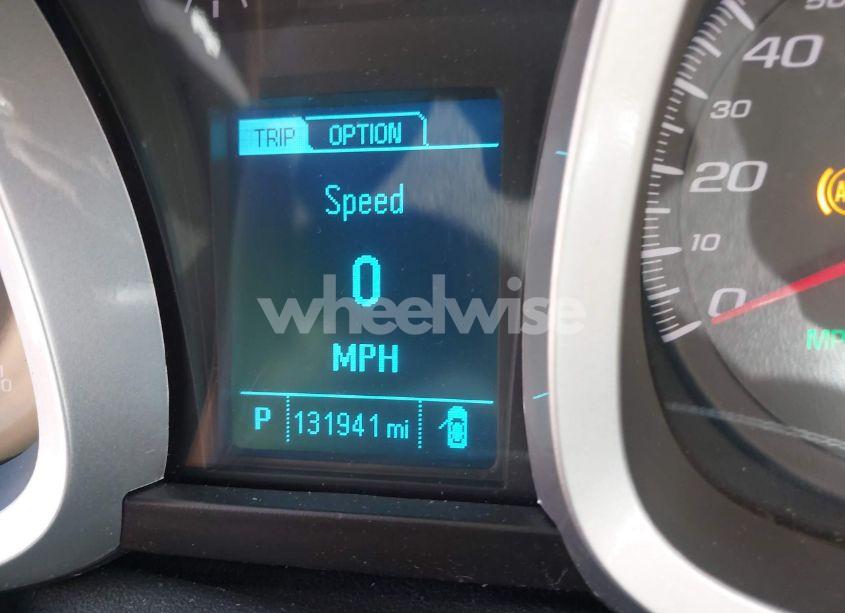 TRIP OPTION
Speed
0
MPH
P 131941 mi
wheelwise
40
30
20
10
0